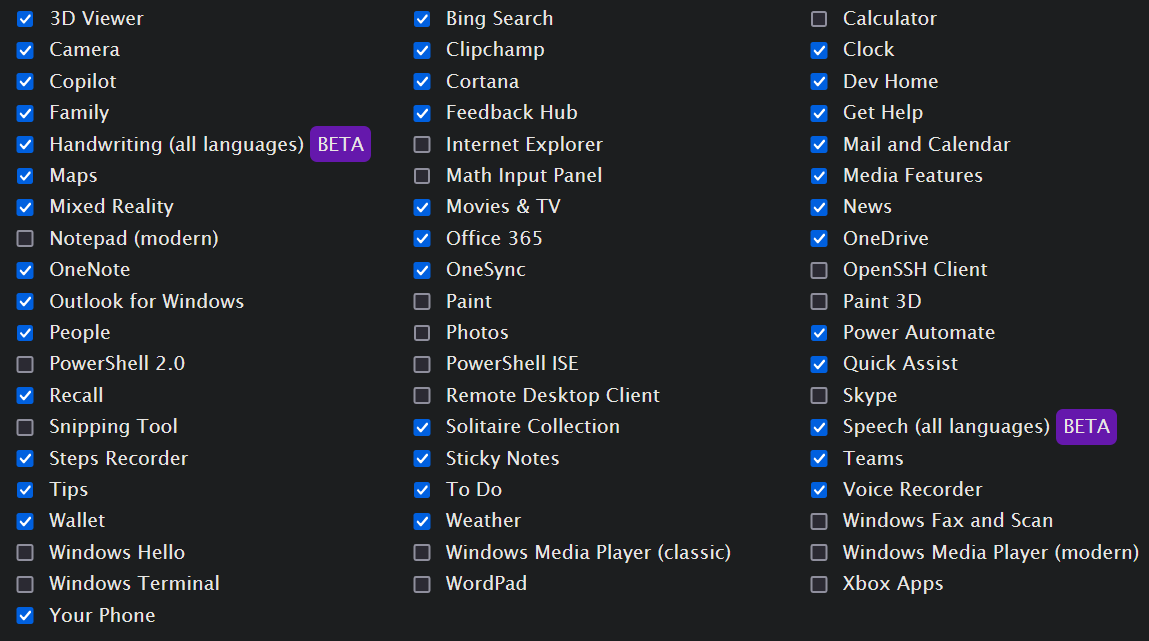 3D Viewer
Bing Search
Calculator
Camera
Clipchamp
Clock
Copilot
Cortana
Dev Home
Family
Feedback Hub
Get Help
Handwriting (all languages) BETA
Internet Explorer
Mail and Calendar
Maps
Math Input Panel
Media Features
Mixed Reality
Movies & TV
News
Notepad (modern)
Office 365
OneDrive
OneNote
OneSync
OpenSSH Client
Outlook for Windows
Paint
Paint 3D
People
Photos
Power Automate
PowerShell 2.0
PowerShell ISE
Quick Assist
Recall
Remote Desktop Client
Skype
Snipping Tool
Solitaire Collection
Speech (all languages) BETA
Steps Recorder
Sticky Notes
Teams
Tips
To Do
Voice Recorder
Wallet
Weather
Windows Fax and Scan
Windows Hello
Windows Media Player (classic)
Windows Media Player (modern)
Windows Terminal
WordPad
Xbox Apps
Your Phone